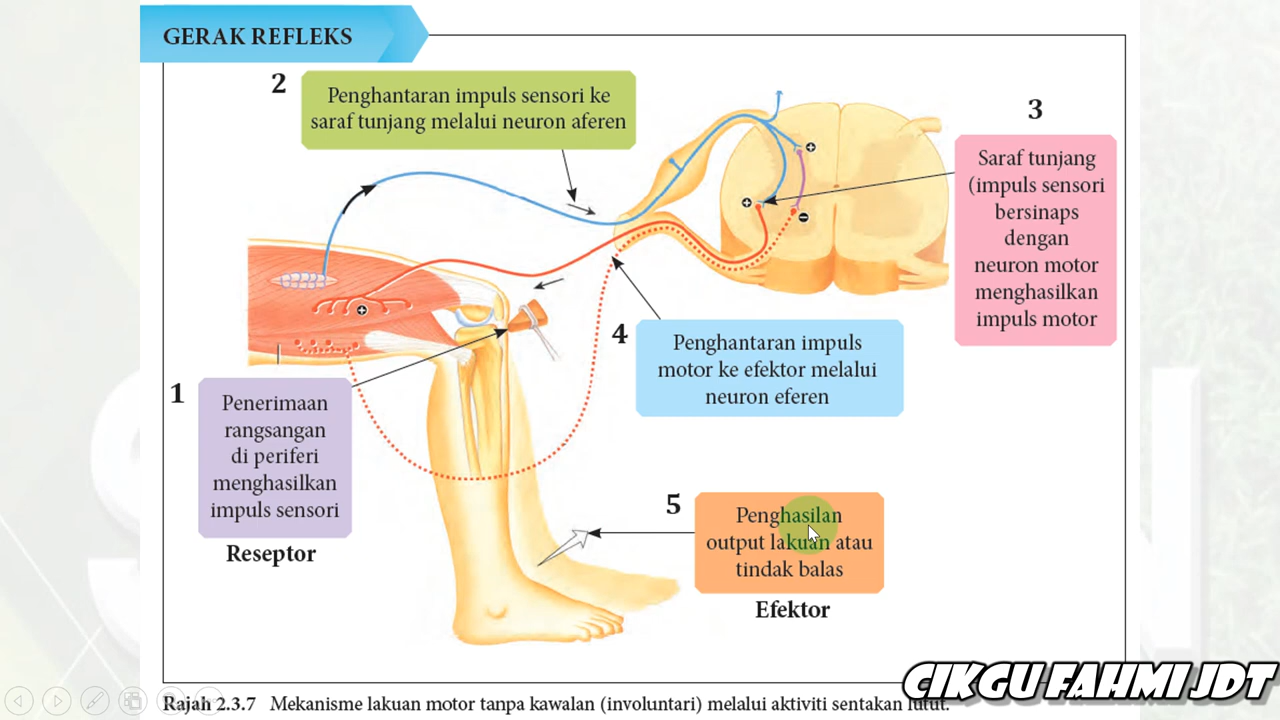 GERAK REFLEKS
2
Penghantaran impuls sensori ke
saraf tunjang melalui neuron aferen
3
Saraf tunjang
(impuls sensori
bersinaps
dengan
neuron motor
menghasilkan
impuls motor
4
Penghantaran impuls
motor ke efektor melalui
neuron eferen
1
Penerimaan
rangsangan
di periferi
menghasilkan
impuls sensori
Reseptor
5
Penghasilan
output lakuan atau
tindak balas
Efektor
CIKGU FAHMI JDT
Rajah 2.3.7 Mekanisme lakuan motor tanpa kawalan (involuntari) melalui aktiviti sentakan lutut.